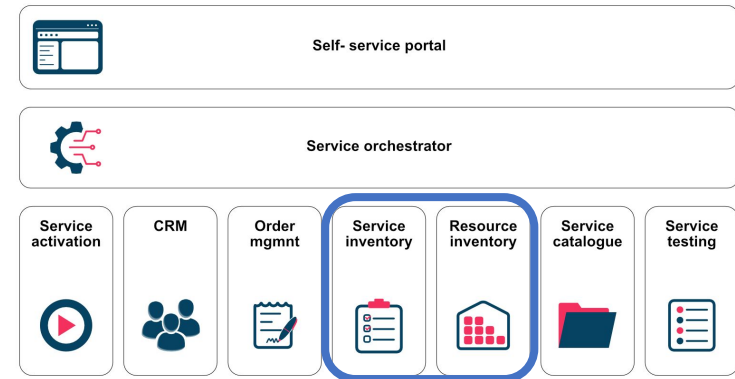 Self- service portal
Service orchestrator
Service
activation
CRM
Order
mgmnt
Service
inventory
Resource
inventory
Service
catalogue
Service
testing